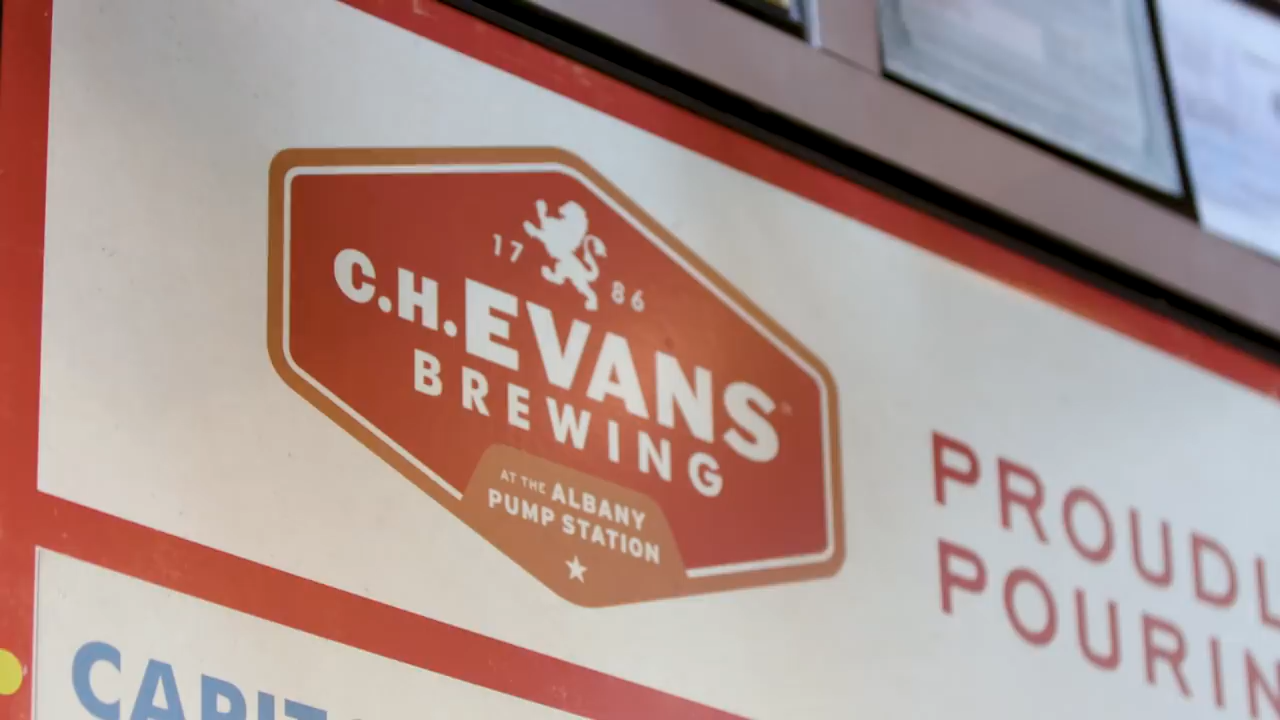 17 86
C.H.EVANS
BREWING
AT THE ALBANY
PUMP STATION
PROUDL
POURIN
CAPIT